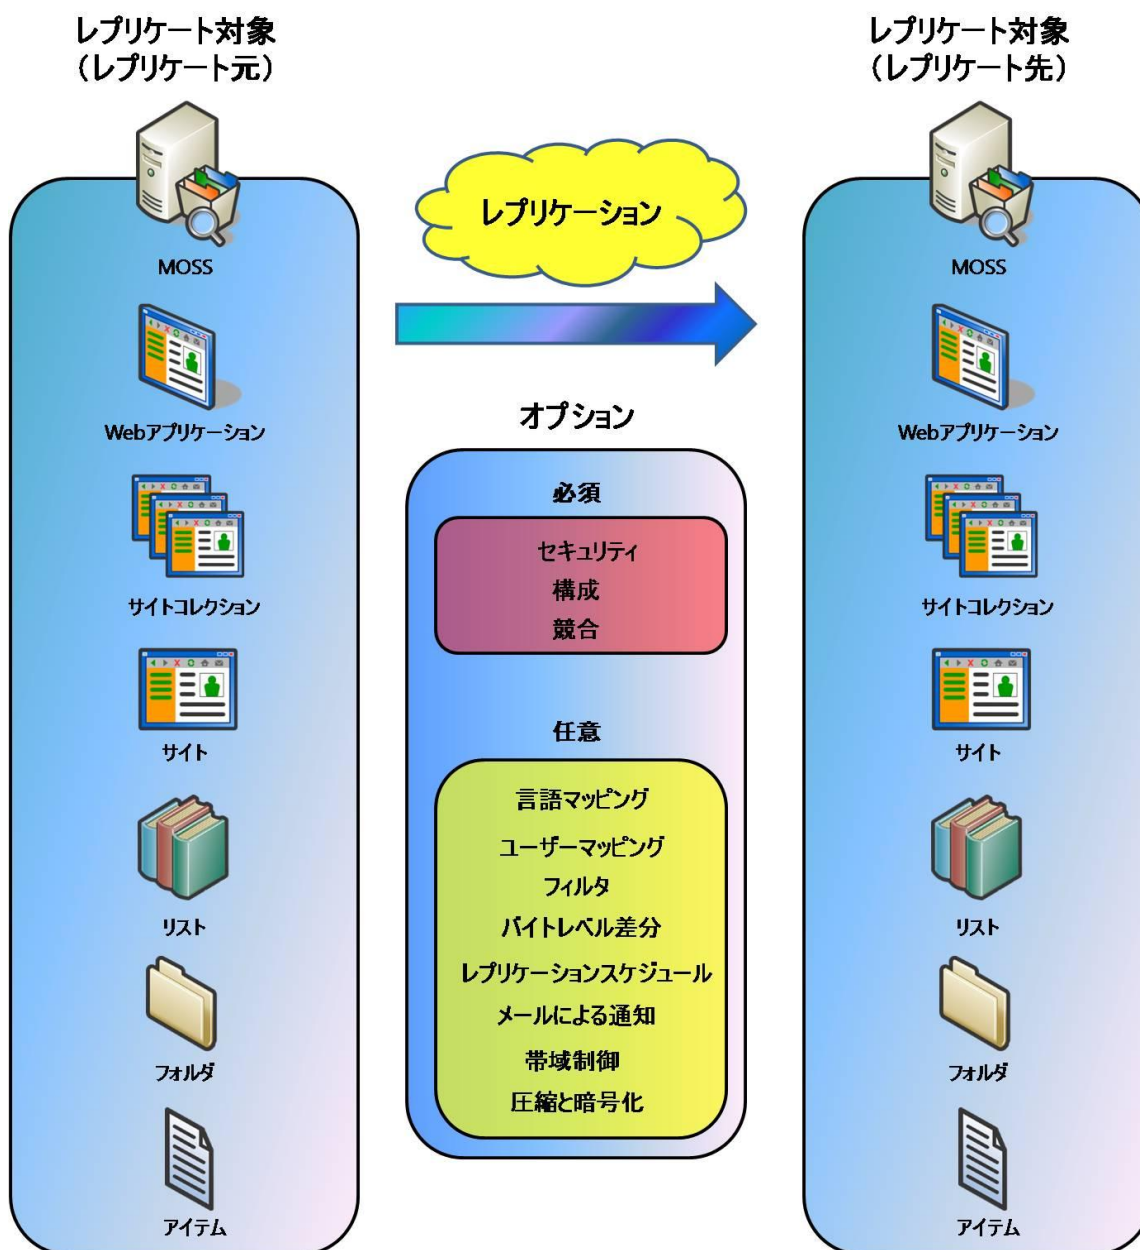 レプリケート対象
（レプリケート元）
MOSS
Webアプリケーション
サイトコレクション
サイト
リスト
フォルダ
アイテム
レプリケーション
オプション
必須
セキュリティ
構成
競合
任意
言語マッピング
ユーザーマッピング
フィルタ
バイトレベル差分
レプリケーションスケジュール
メールによる通知
帯域制御
圧縮と暗号化
レプリケート対象
（レプリケート先）
MOSS
Webアプリケーション
サイトコレクション
サイト
リスト
フォルダ
アイテム